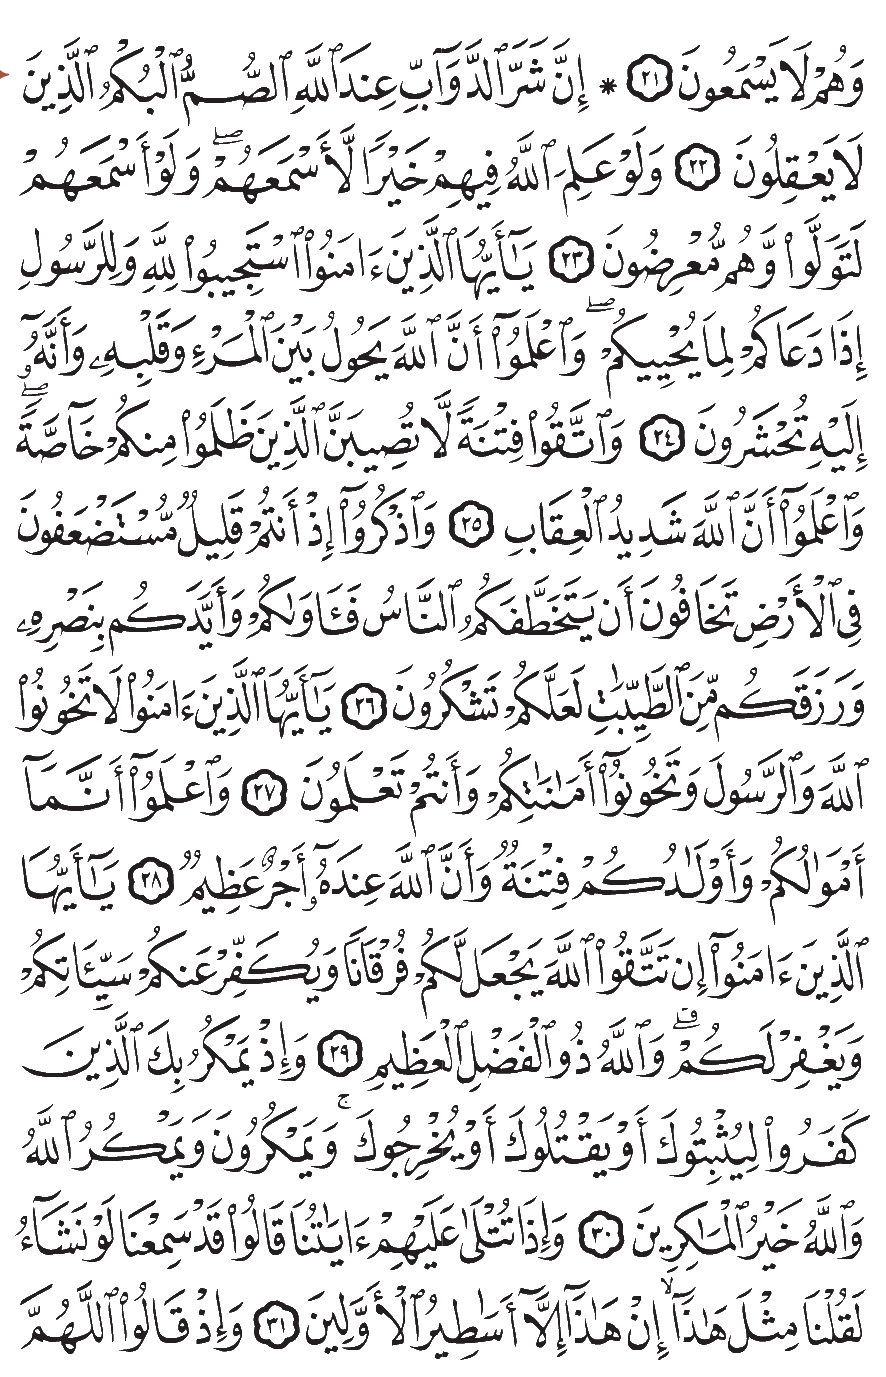 وَهُمْ لَا يَسْمَعُونَ ٢١ * إِنَّ شَرَّ ٱلدَّوَآبِّ عِندَ ٱللَّهِ ٱلصُّمُّ ٱلْبُكْمُ ٱلَّذِينَ
لَا يَعْقِلُونَ ٢٢ وَلَوْ عَلِمَ ٱللَّهُ فِيهِمْ خَيْرًا لَّأَسْمَعَهُمْ ۖ وَلَوْ أَسْمَعَهُمْ
لَتَوَلَّوا۟ وَّهُم مُّعْرِضُونَ ٢٣ يَـٰٓأَيُّهَا ٱلَّذِينَ ءَامَنُوا۟ ٱسْتَجِيبُوا۟ لِلَّهِ وَلِلرَّسُولِ
إِذَا دَعَاكُمْ لِمَا يُحْيِيكُمْ ۖ وَٱعْلَمُوٓا۟ أَنَّ ٱللَّهَ يَحُولُ بَيْنَ ٱلْمَرْءِ وَقَلْبِهِۦ وَأَنَّهُۥٓ
إِلَيْهِ تُحْشَرُونَ ٢٤ وَٱتَّقُوا۟ فِتْنَةً لَّا تُصِيبَنَّ ٱلَّذِينَ ظَلَمُوا۟ مِنكُمْ خَآصَّةً ۖ
وَٱعْلَمُوٓا۟ أَنَّ ٱللَّهَ شَدِيدُ ٱلْعِقَابِ ٢٥ وَٱذْكُرُوٓا۟ إِذْ أَنتُمْ قَلِيلٌ مُّسْتَضْعَفُونَ
فِى ٱلْأَرْضِ تَخَافُونَ أَن يَتَخَطَّفَكُمُ ٱلنَّاسُ فَـَٔاوَىٰكُمْ وَأَيَّدَكُم بِنَصْرِهِۦ
وَرَزَقَكُم مِّنَ ٱلطَّيِّبَـٰتِ لَعَلَّكُمْ تَشْكُرُونَ ٢٦ يَـٰٓأَيُّهَا ٱلَّذِينَ ءَامَنُوا۟ لَا تَخُونُوا۟
ٱللَّهَ وَٱلرَّسُولَ وَتَخُونُوٓا۟ أَمَـٰنَـٰتِكُمْ وَأَنتُمْ تَعْلَمُونَ ٢٧ وَٱعْلَمُوٓا۟ أَنَّمَآ
أَمْوَٰلُكُمْ وَأَوْلَـٰدُكُمْ فِتْنَةٌ وَأَنَّ ٱللَّهَ عِندَهُۥٓ أَجْرٌ عَظِيمٌ ٢٨ يَـٰٓأَيُّهَا
ٱلَّذِينَ ءَامَنُوٓا۟ إِن تَتَّقُوا۟ ٱللَّهَ يَجْعَل لَّكُمْ فُرْقَانًا وَيُكَفِّرْ عَنكُمْ سَيِّـَٔاتِكُمْ
وَيَغْفِرْ لَكُمْ ۗ وَٱللَّهُ ذُو ٱلْفَضْلِ ٱلْعَظِيمِ ٢٩ وَإِذْ يَمْكُرُ بِكَ ٱلَّذِينَ
كَفَرُوا۟ لِيُثْبِتُوكَ أَوْ يَقْتُلُوكَ أَوْ يُخْرِجُوكَ ۚ وَيَمْكُرُونَ وَيَمْكُرُ ٱللَّهُ
وَٱللَّهُ خَيْرُ ٱلْمَـٰكِرِينَ ٣٠ وَإِذَا تُتْلَىٰ عَلَيْهِمْ ءَايَـٰتُنَا قَالُوا۟ قَدْ سَمِعْنَا لَوْ نَشَآءُ
لَقُلْنَا مِثْلَ هَـٰذَآ ۙ إِنْ هَـٰذَآ إِلَّآ أَسَـٰطِيرُ ٱلْأَوَّلِينَ ٣١ وَإِذْ قَالُوا۟ ٱللَّهُمَّ